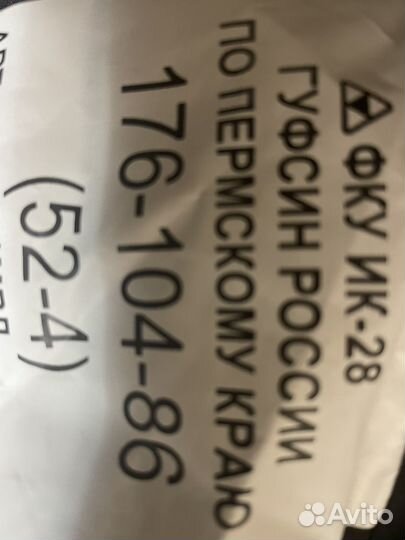 ФКУ ИК-28
ГУФСИН РОССИИ
ПО ПЕРМСКОМУ КРАЮ
176-104-86
(52-4)
Avito